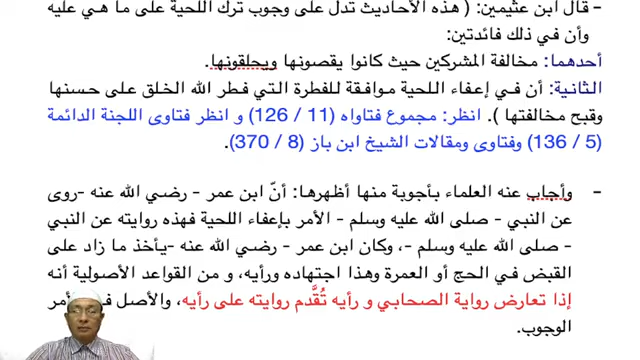 - قال ابن عثيمين: ( هذه الأحاديث تدل على وجوب ترك اللحية على ما هي عليه
وأن في ذلك فائدتين:
أحدهما: مخالفة المشركين حيث كانوا يقصونها ويحلقونها.
الثانية: أن في إعفاء اللحية موافقة للفطرة التي فطر الله الخلق على حسنها
وقبح مخالفتها ). انظر: مجموع فتاواه (11 / 126) و انظر فتاوى اللجنة الدائمة
(5 / 136) وفتاوى ومقالات الشيخ ابن باز (8 / 370).
- وأجاب عنه العلماء بأجوبة منها أظهرها: أنّ ابن عمر - رضي الله عنه -روى
عن النبي - صلى الله عليه وسلم - الأمر بإعفاء اللحية فهذه روايته عن النبي
- صلى الله عليه وسلم -، وكان ابن عمر - رضي الله عنه -يأخذ ما زاد على
القبض في الحج أو العمرة وهذا اجتهاده ورأيه، و من القواعد الأصولية أنه
إذا تعارض رواية الصحابي و رأيه تُقَّدم روايته على رأيه، والأصل في
الوجوب.